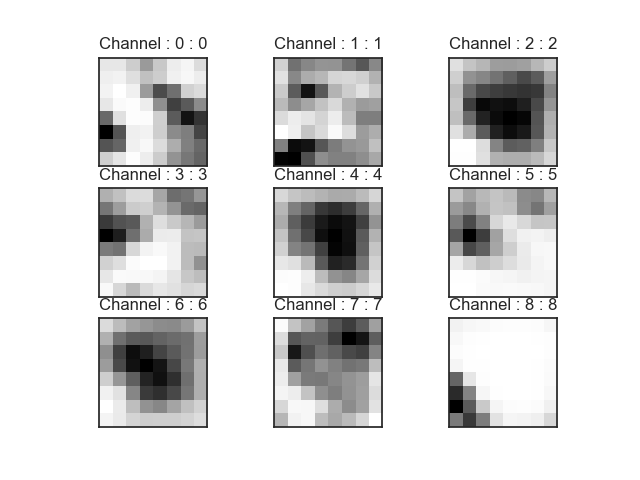 Channel : 0 : 0
Channel : 1 : 1
Channel : 2 : 2
Channel : 3 : 3
Channel : 4 : 4
Channel : 5 : 5
Channel : 6 : 6
Channel : 7 : 7
Channel : 8 : 8